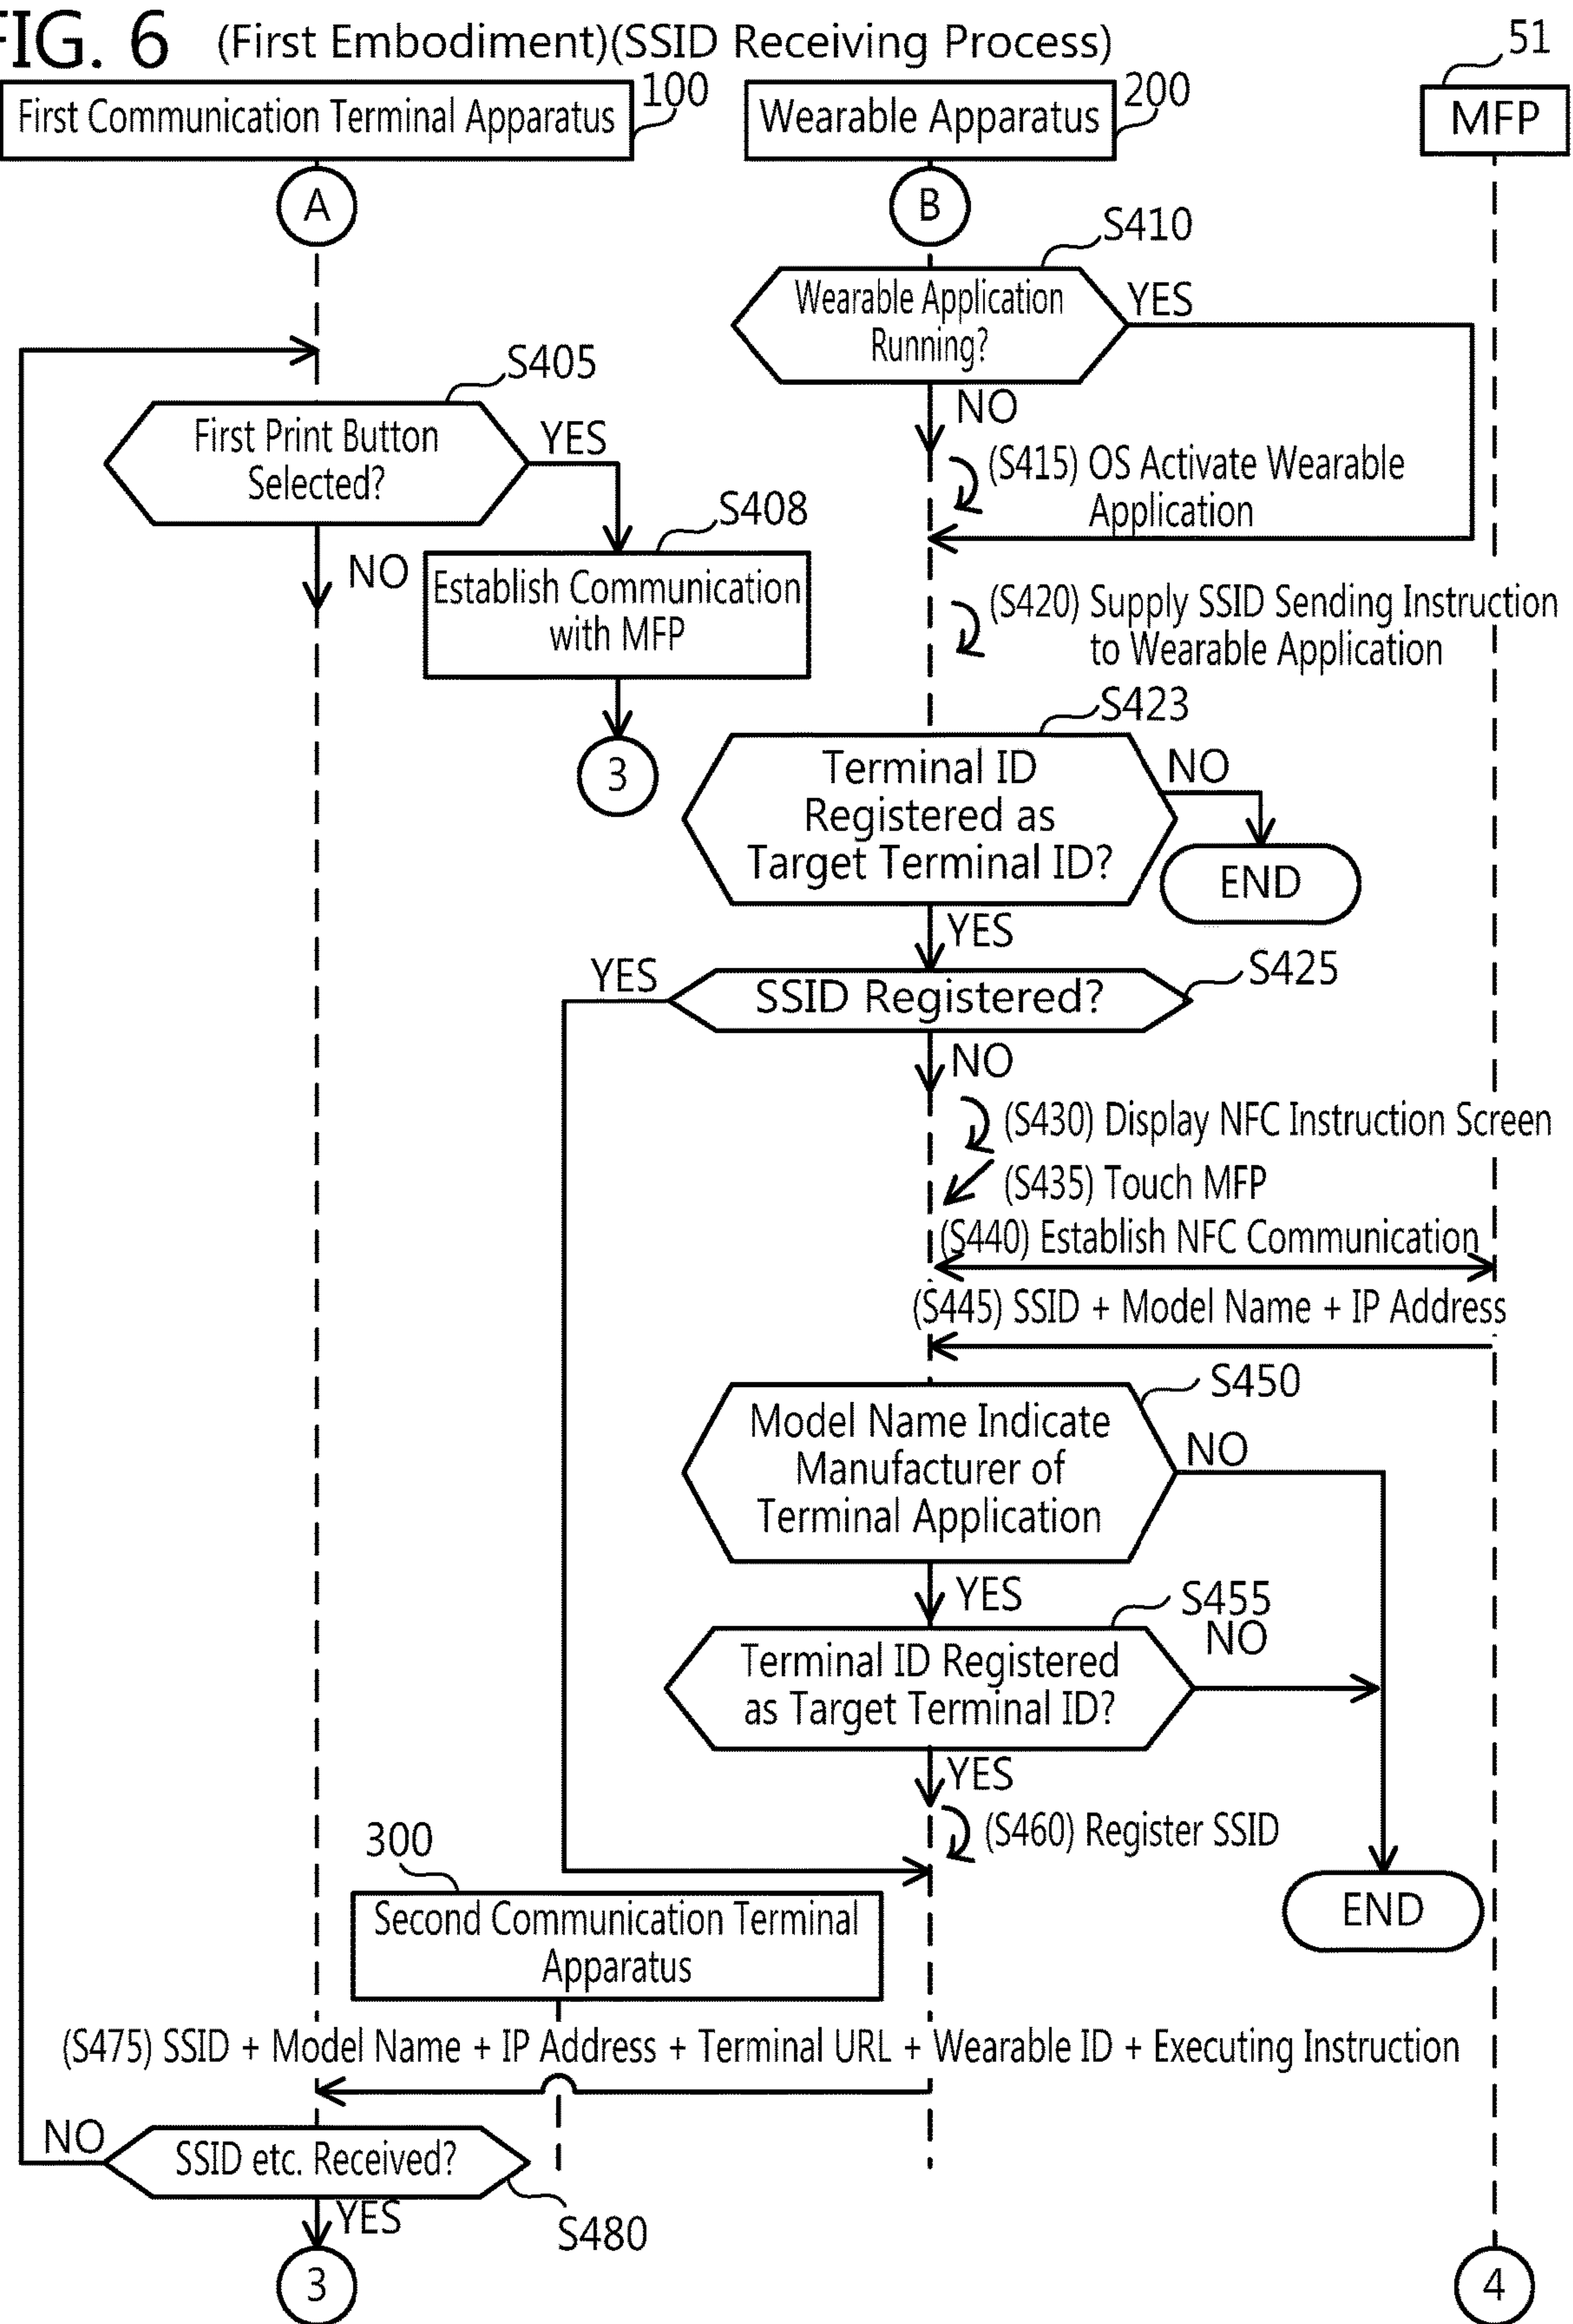 FIG. 6 (First Embodiment)(SSID Receiving Process)
First Communication Terminal Apparatus
100
Wearable Apparatus
200
MFP
51
A
B
S410
Wearable Application
Running?
YES
NO
S405
First Print Button
Selected?
YES
NO
(S415) OS Activate Wearable
Application
S408
Establish Communication
with MFP
3
(S420) Supply SSID Sending Instruction
to Wearable Application
S423
Terminal ID
Registered as
Target Terminal ID?
NO
END
YES
S425
YES
SSID Registered?
NO
(S430) Display NFC Instruction Screen
(S435) Touch MFP
(S440) Establish NFC Communication
(S445) SSID + Model Name + IP Address
S450
Model Name Indicate
Manufacturer of
Terminal Application
NO
YES
S455
NO
Terminal ID Registered
as Target Terminal ID?
YES
(S460) Register SSID
END
300
Second Communication Terminal
Apparatus
(S475) SSID + Model Name + IP Address + Terminal URL + Wearable ID + Executing Instruction
NO
SSID etc. Received?
YES
S480
3
4